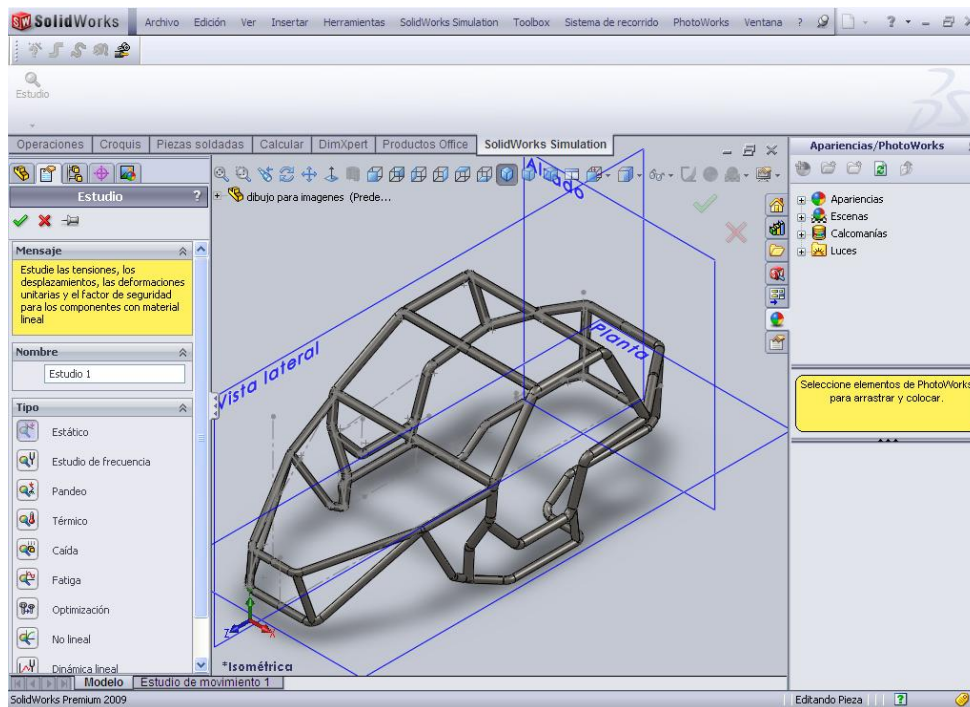 SolidWorks Archivo Edición Ver Insertar Herramientas SolidWorks Simulation Toolbox Sistema de recorrido PhotoWorks Ventana ?
Estudio
Operaciones Croquis Piezas soldadas Calcular DimXpert Productos Office SolidWorks Simulation
Apariencias/PhotoWorks
Estudio ?
dibujo para imagenes (Prede...
Mensaje
Estudie las tensiones, los
desplazamientos, las deformaciones
unitarias y el factor de seguridad
para los componentes con material
lineal
Nombre
Estudio 1
Tipo
Estático
Estudio de frecuencia
Pandeo
Térmico
Caída
Fatiga
Optimización
No lineal
Dinámica lineal
Alzado
Planta
Vista lateral
Z
X
*Isométrica
Apariencias
Escenas
Calcomanías
Luces
Seleccione elementos de PhotoWorks
para arrastrar y colocar.
Modelo Estudio de movimiento 1
SolidWorks Premium 2009 Editando Pieza